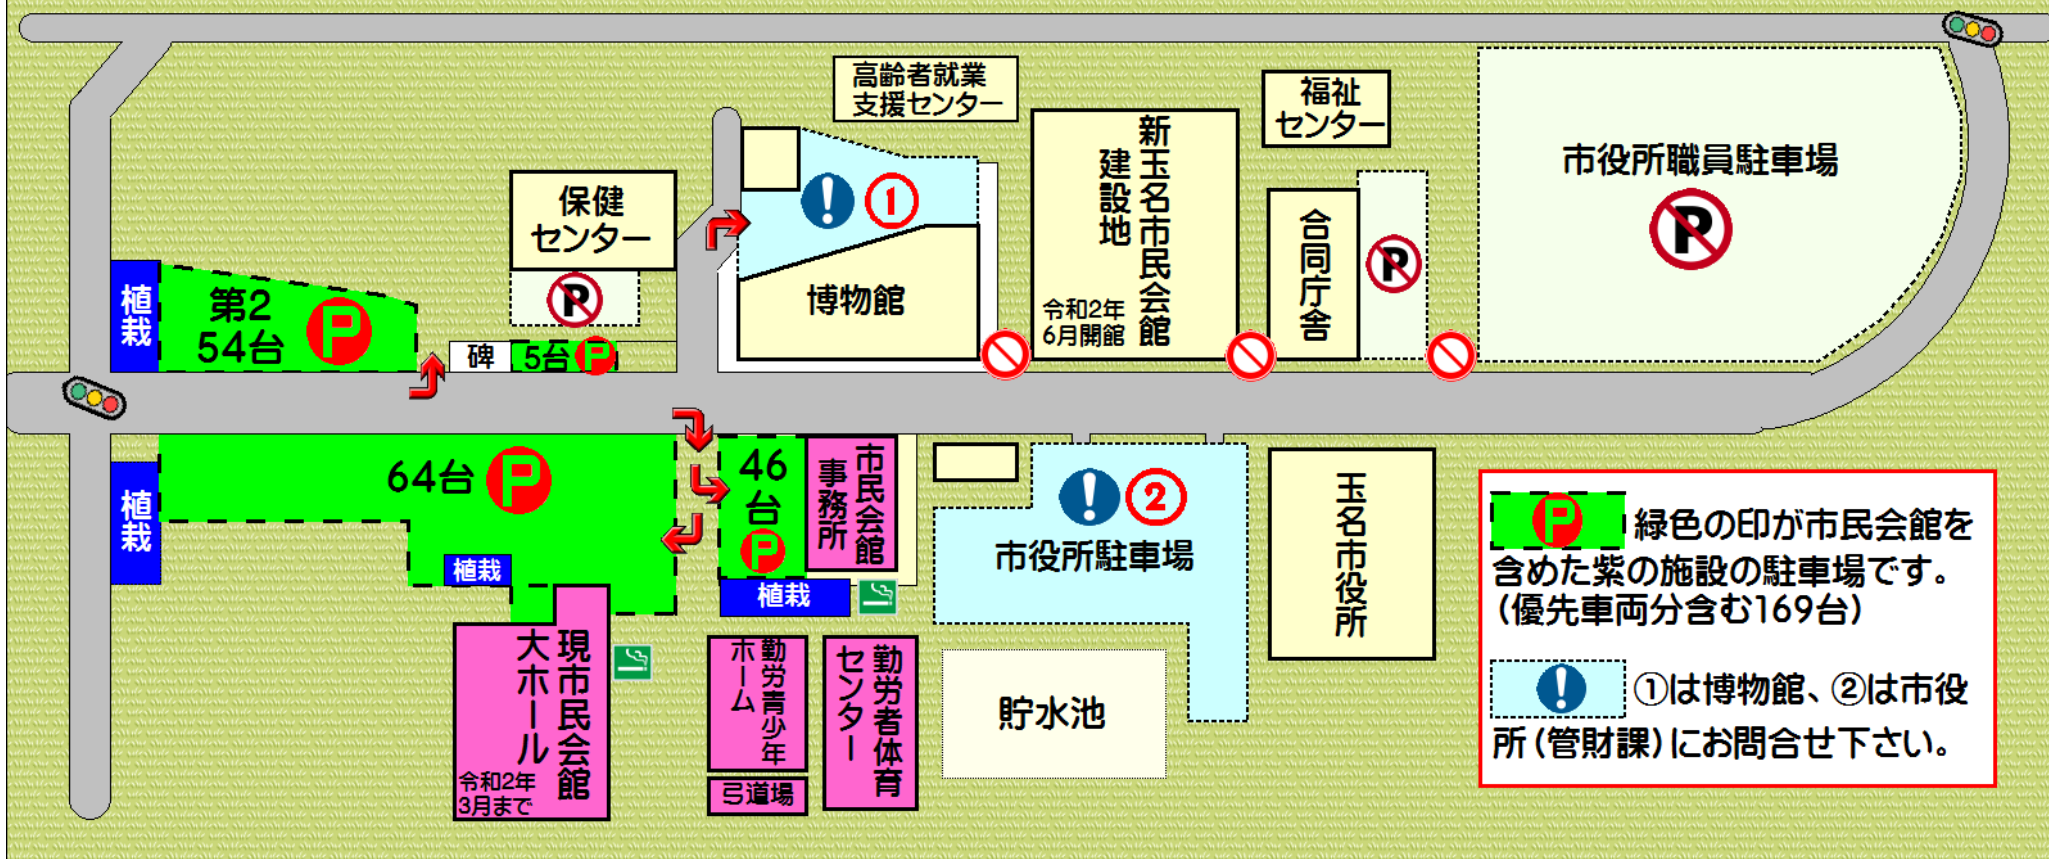 高齢者就業
支援センター
福祉
センター
新玉名市民会館
建設地
令和2年
6月開館
市役所職員駐車場
P
保健
センター
P
①
博物館
合同庁舎
P
植栽
第2
54台
P
碑
5台
P
植栽
64台
P
植栽
46
台
P
市民会館
事務所
植栽
②
市役所駐車場
玉名市役所
現市民会館
大ホール
令和2年
3月まで
勤労青少年
ホーム
弓道場
勤労者体育
センター
貯水池
P
緑色の印が市民会館を
含めた紫の施設の駐車場です。
(優先車両分含む169台)
!
①は博物館、②は市役
所(管財課)にお問合せ下さい。